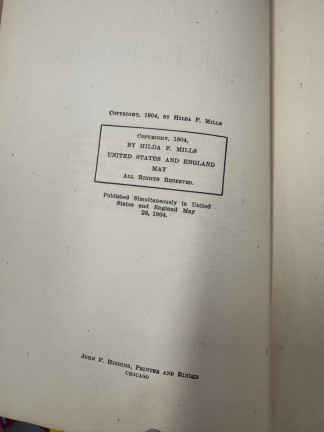 Copyright, 1904, by Hilda F. Mills
Copyright, 1904,
BY HILDA F. MILLS
UNITED STATES AND ENGLAND
MAY
All Rights Reserved.
Published Simultaneously in United
States and England May
28, 1904.
John F. Higgins, Printer and Binder
Chicago